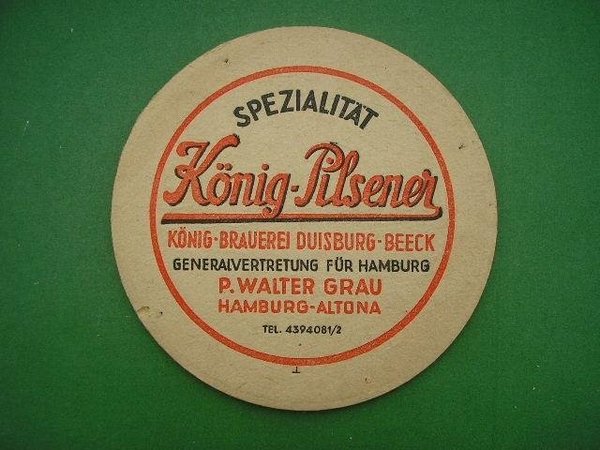 SPEZIALITÄT
König-Pilsener
KÖNIG-BRAUEREI DUISBURG-BEECK
GENERALVERTRETUNG FÜR HAMBURG
P. WALTER GRAU
HAMBURG-ALTONA
TEL. 4394081/2